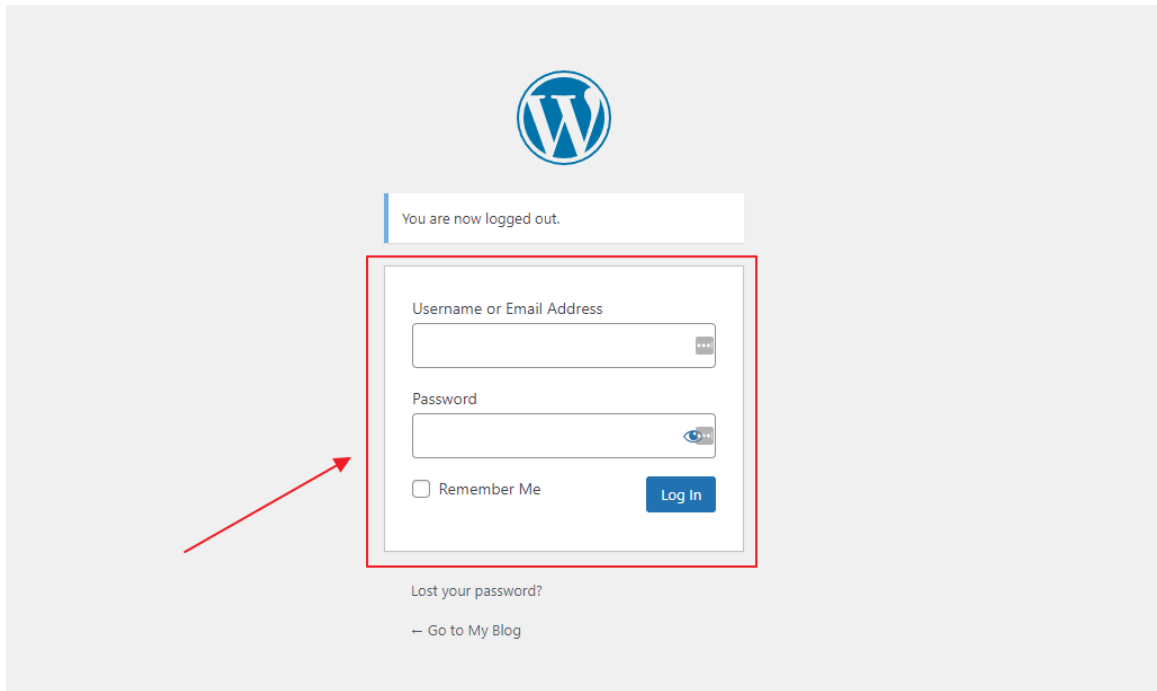 You are now logged out.
Username or Email Address
Password
Remember Me
Log In
Lost your password?
← Go to My Blog